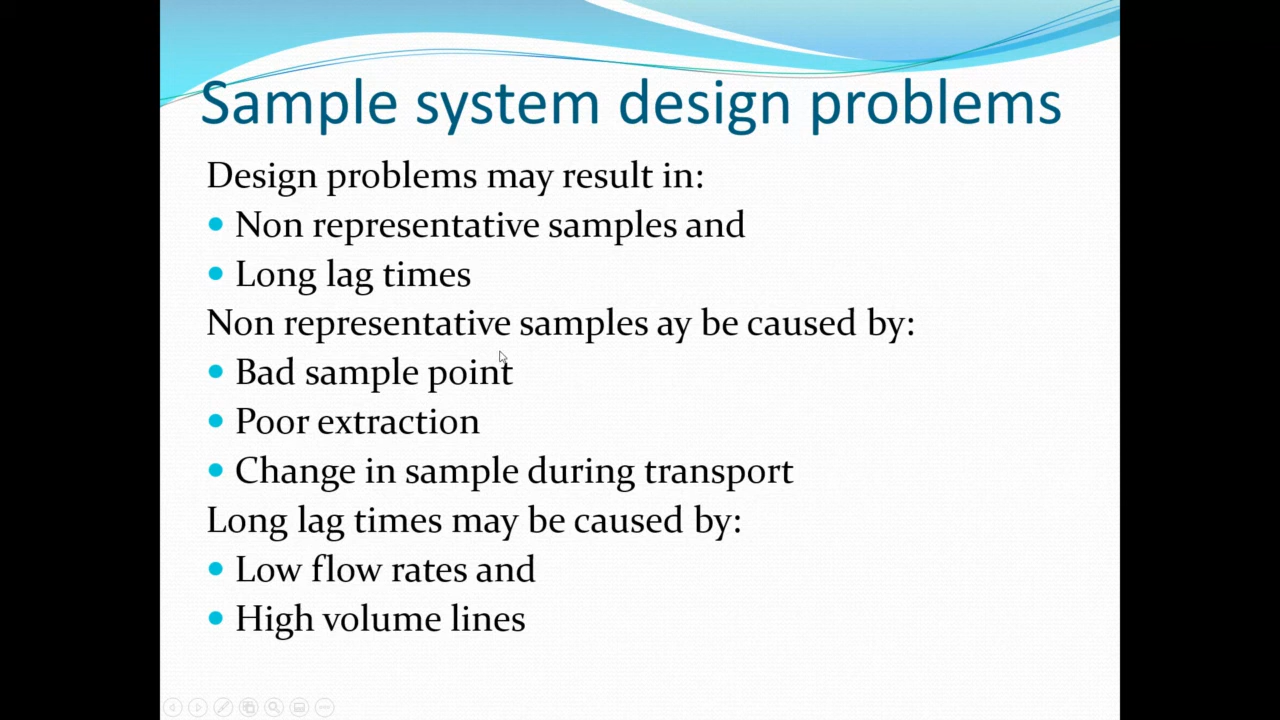 Sample system design problems
Design problems may result in:
Non representative samples and
Long lag times
Non representative samples ay be caused by:
Bad sample point
Poor extraction
Change in sample during transport
Long lag times may be caused by:
Low flow rates and
High volume lines